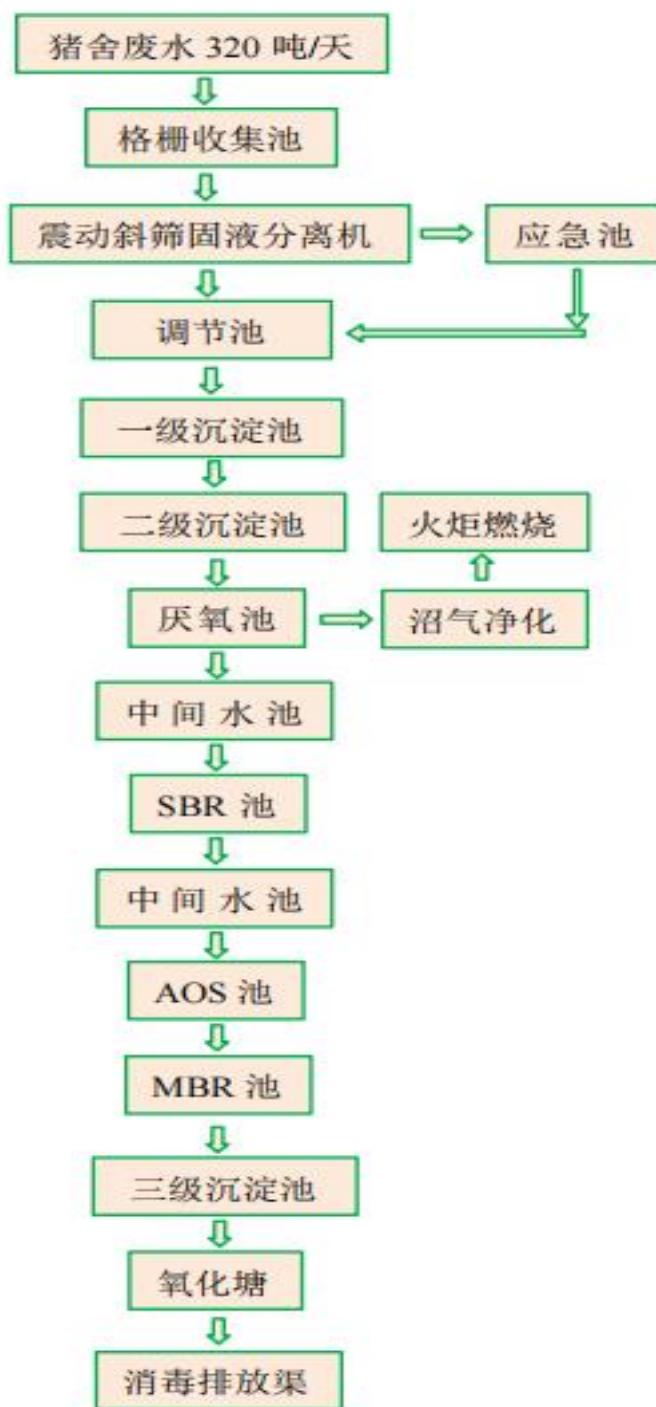 猪舍废水 320 吨/天
格栅收集池
震动斜筛固液分离机
应急池
调节池
一级沉淀池
二级沉淀池
火炬燃烧
厌氧池
沼气净化
中间水池
SBR 池
中间水池
AOS 池
MBR 池
三级沉淀池
氧化塘
消毒排放渠